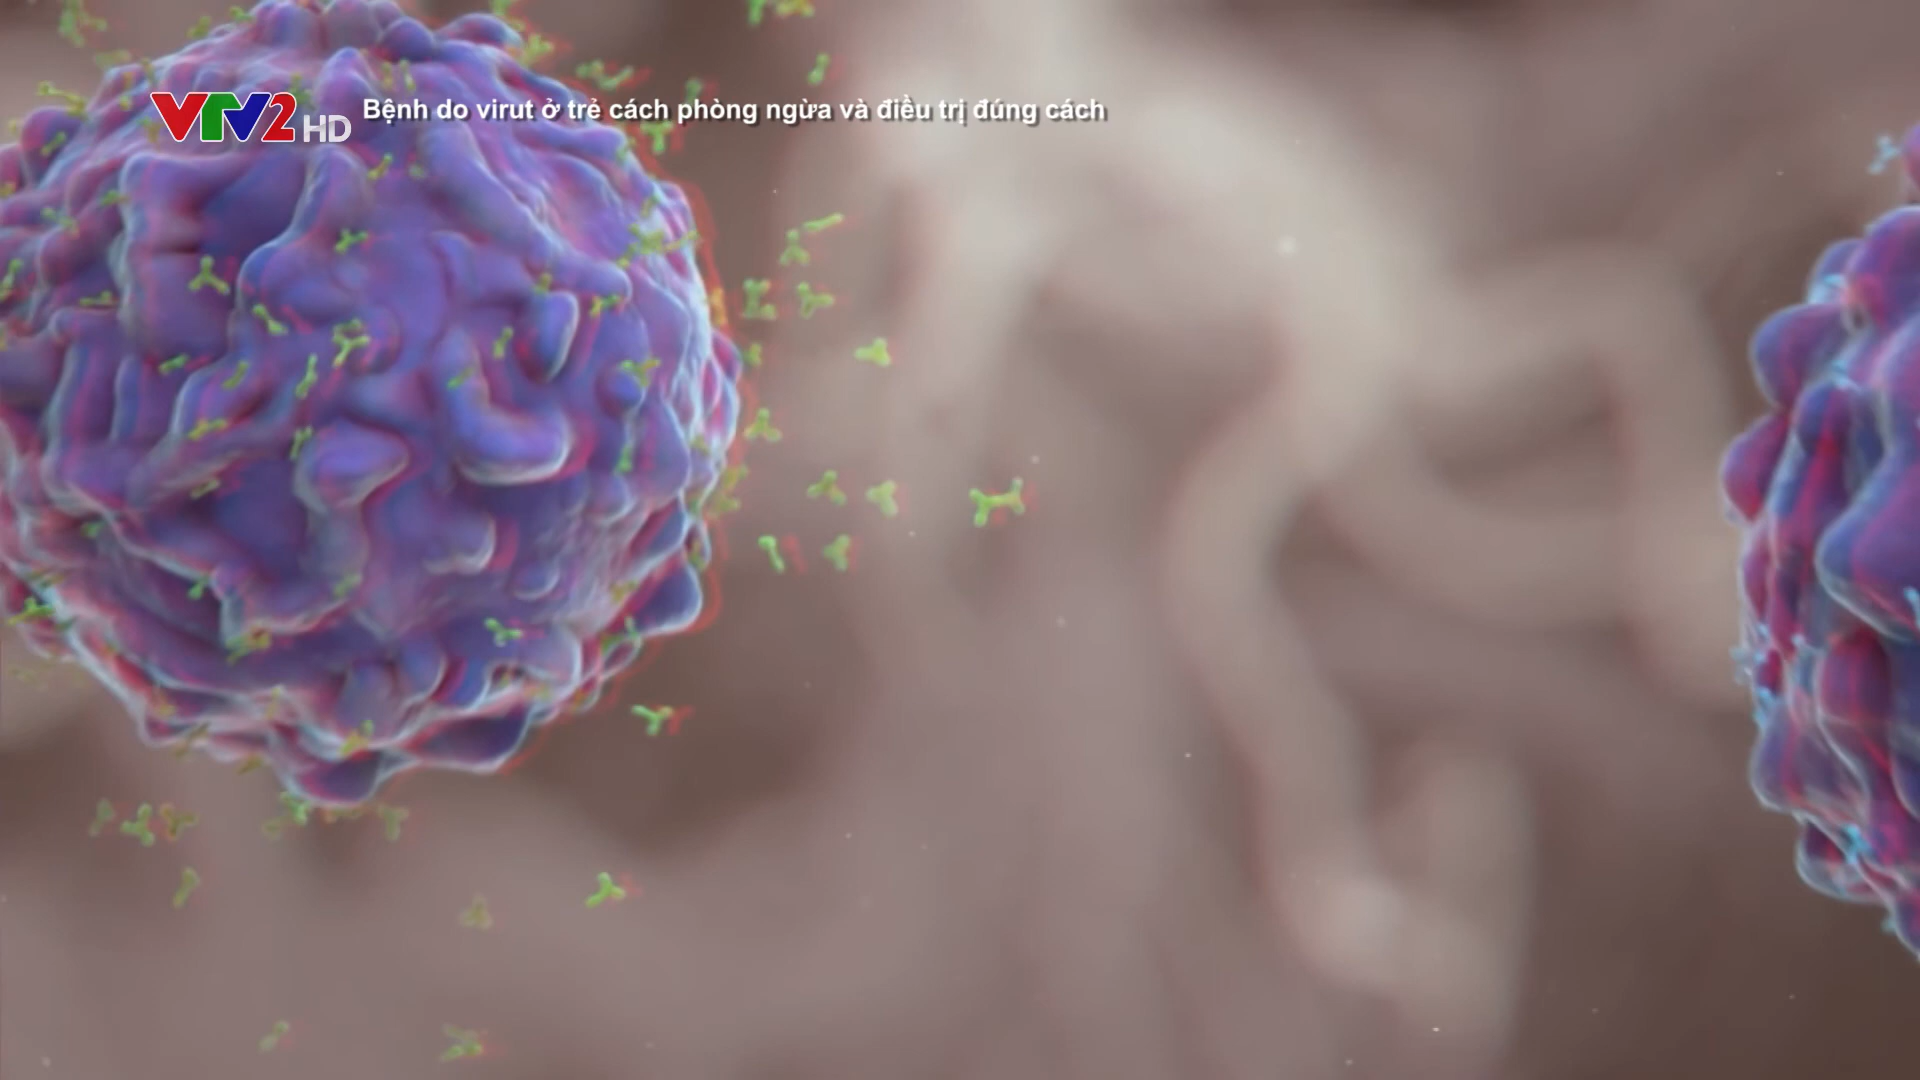 VTV2 HD
Bệnh do virut ở trẻ cách phòng ngừa và điều trị đúng cách